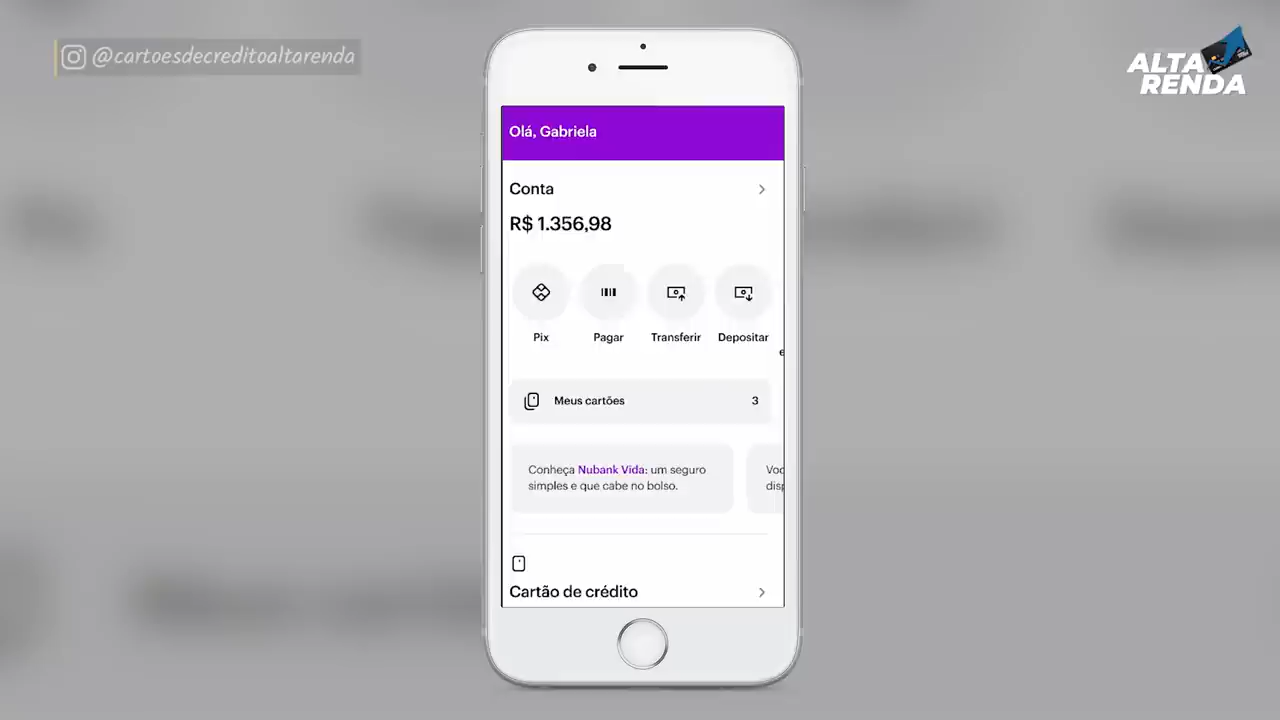 @cartoesdecreditoaltarenda
ALTA
RENDA
Olá, Gabriela
Conta
R$ 1.356,98
Pix
Pagar
Transferir
Depositar
Meus cartões
3
Conheça Nubank Vida: um seguro
simples e que cabe no bolso.
Cartão de crédito